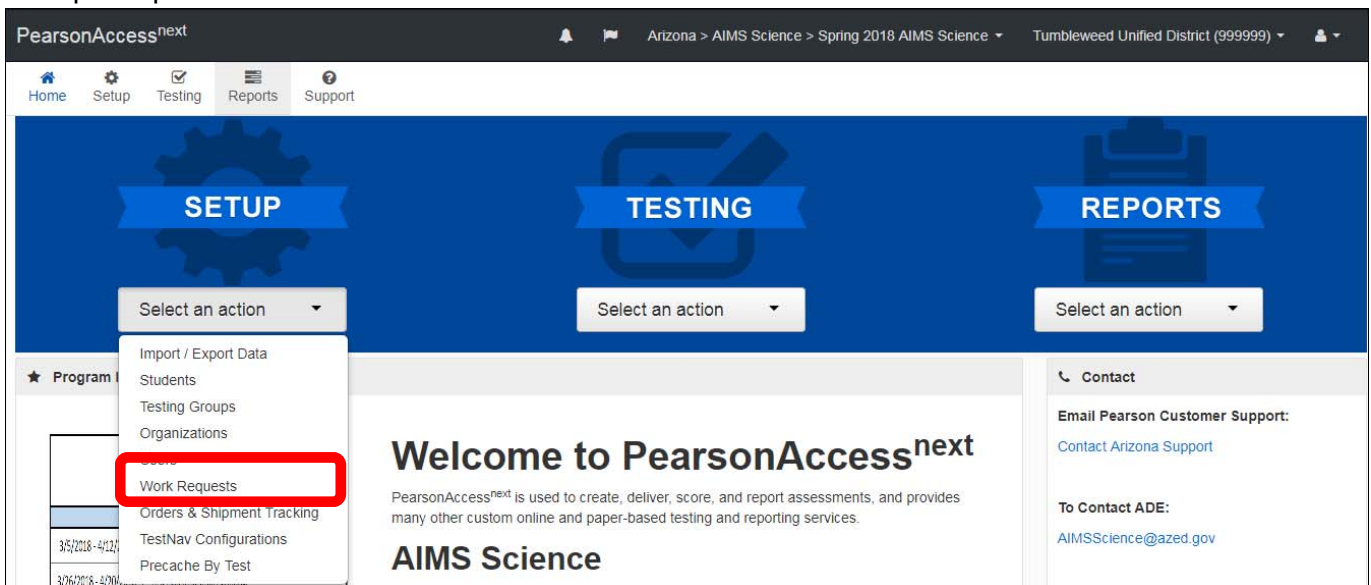 PearsonAccessnext
Arizona > AIMS Science > Spring 2018 AIMS Science
Tumbleweed Unified District (999999)
Home Setup Testing Reports Support
SETUP
TESTING
REPORTS
Select an action
Select an action
Select an action
Import / Export Data
Students
Testing Groups
Organizations
Work Requests
Orders & Shipment Tracking
TestNav Configurations
Precache By Test
Program
3/5/2018 - 4/12/
3/26/2018 - 4/20/
Welcome to PearsonAccessnext
PearsonAccessnext is used to create, deliver, score, and report assessments, and provides
many other custom online and paper-based testing and reporting services.
AIMS Science
Contact
Email Pearson Customer Support:
Contact Arizona Support
To Contact ADE:
AIMSScience@azed.gov